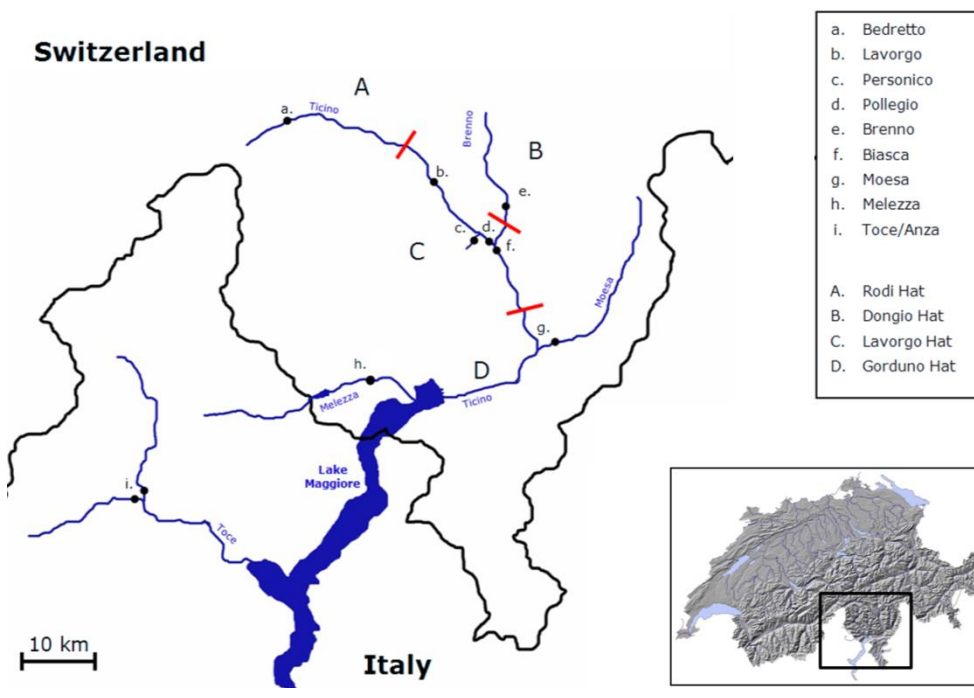 Switzerland
A
a.
Ticino
Brenno
B
b.
e.
c.
d.
f.
C
Moesa
g.
h.
D
Melezza
Ticino
Lake
Maggiore
i.
Toce
10 km
Italy
a. Bedretto
b. Lavorgo
c. Personico
d. Pollegio
e. Brenno
f. Biasca
g. Moesa
h. Melezza
i. Toce/Anza
A. Rodi Hat
B. Dongio Hat
C. Lavorgo Hat
D. Gorduno Hat